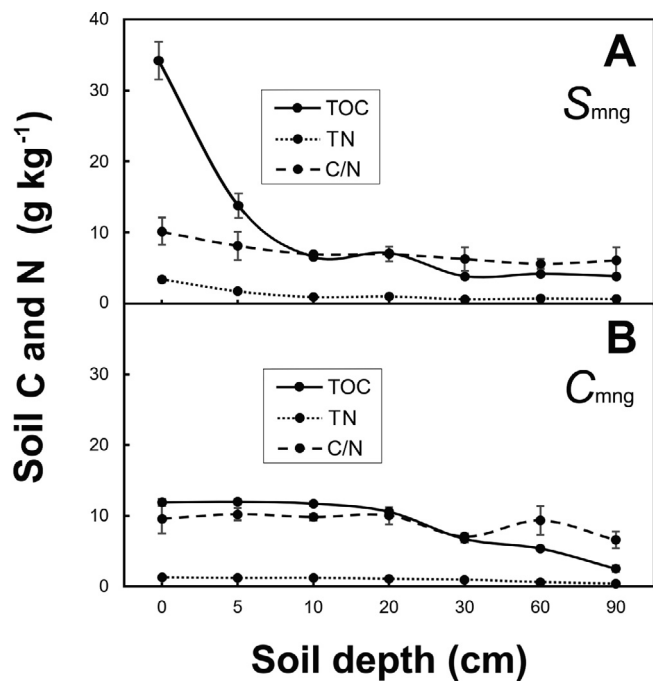 Soil C and N (g kg⁻¹)
40
30
20
10
0
A
Smng
TOC
TN
C/N
30
20
10
0
B
Cmng
TOC
TN
C/N
0 5 10 20 30 60 90
Soil depth (cm)